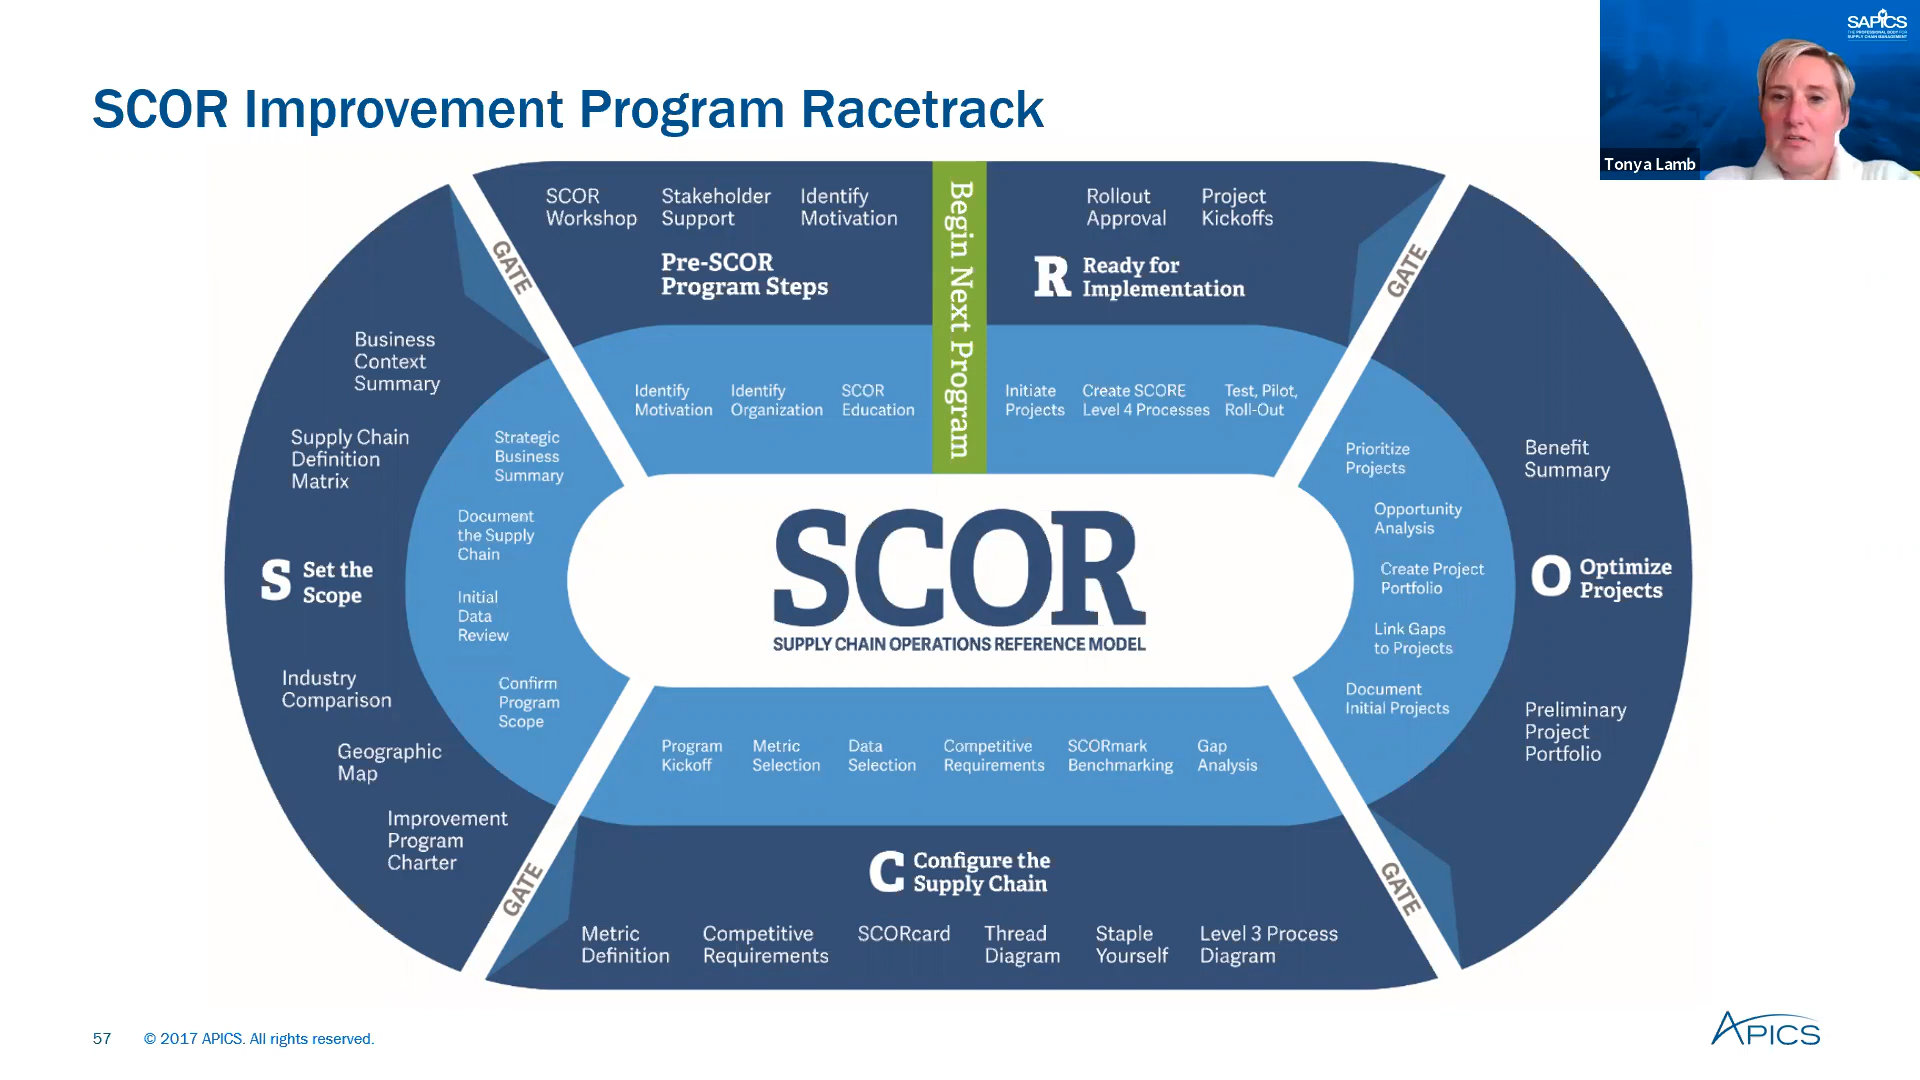 SCOR Improvement Program Racetrack
SAPICS
THE PROFESSIONAL BODY FOR
SUPPLY CHAIN MANAGEMENT
Tonya Lamb
SCOR
Workshop
Stakeholder
Support
Identify
Motivation
Pre-SCOR
Program Steps
Begin Next Program
Rollout
Approval
Project
Kickoffs
R Ready for
Implementation
GATE
GATE
Identify
Motivation
Identify
Organization
SCOR
Education
Initiate
Projects
Create SCORE
Level 4 Processes
Test, Pilot,
Roll-Out
Business
Context
Summary
Supply Chain
Definition
Matrix
S Set the
Scope
Industry
Comparison
Geographic
Map
Improvement
Program
Charter
Strategic
Business
Summary
Document
the Supply
Chain
Initial
Data
Review
Confirm
Program
Scope
SCOR
SUPPLY CHAIN OPERATIONS REFERENCE MODEL
Prioritize
Projects
Opportunity
Analysis
Create Project
Portfolio
Link Gaps
to Projects
Document
Initial Projects
Benefit
Summary
O Optimize
Projects
Preliminary
Project
Portfolio
Program
Kickoff
Metric
Selection
Data
Selection
Competitive
Requirements
SCORmark
Benchmarking
Gap
Analysis
GATE
GATE
C Configure the
Supply Chain
Metric
Definition
Competitive
Requirements
SCORcard
Thread
Diagram
Staple
Yourself
Level 3 Process
Diagram
57 © 2017 APICS. All rights reserved.
APICS